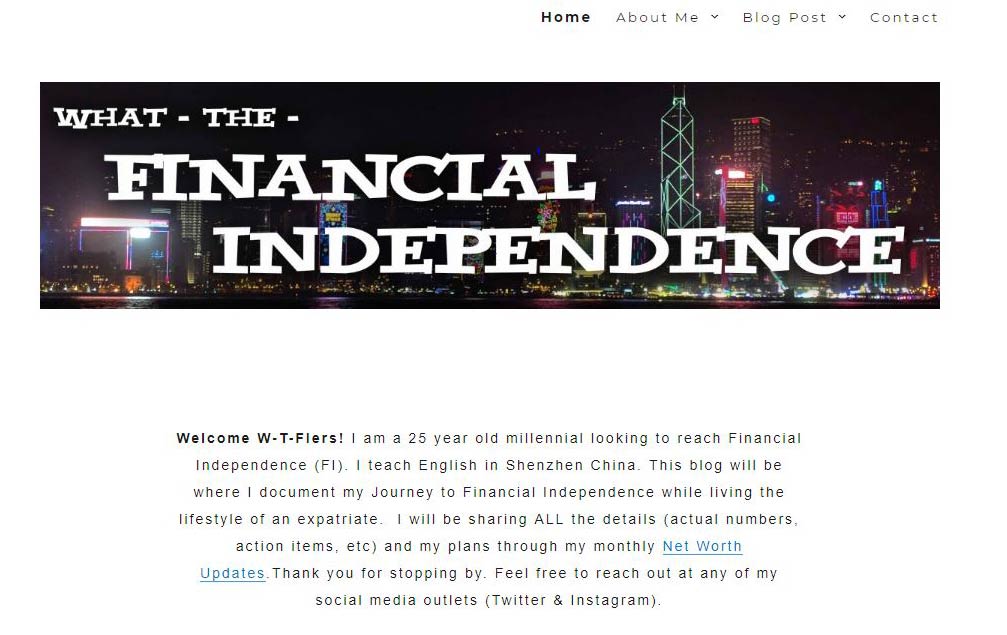 Home About Me Blog Post Contact
WHAT - THE -
FINANCIAL
INDEPENDENCE
Welcome W-T-FIers! I am a 25 year old millennial looking to reach Financial
Independence (FI). I teach English in Shenzhen China. This blog will be
where I document my Journey to Financial Independence while living the
lifestyle of an expatriate.  I will be sharing ALL the details (actual numbers,
action items, etc) and my plans through my monthly Net Worth
Updates.Thank you for stopping by. Feel free to reach out at any of my
social media outlets (Twitter & Instagram).